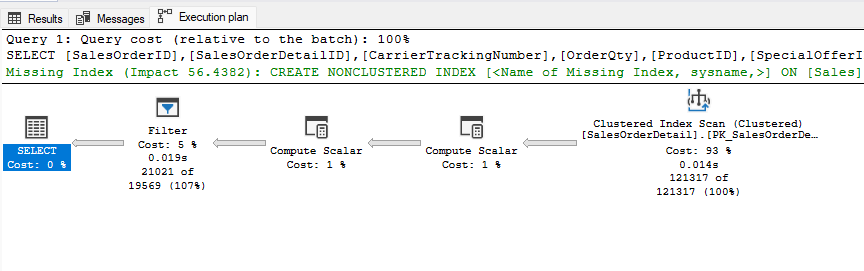 Results Messages Execution plan
Query 1: Query cost (relative to the batch): 100%
SELECT [SalesOrderID],[SalesOrderDetailID],[CarrierTrackingNumber],[OrderQty],[ProductID],[SpecialOfferI
Missing Index (Impact 56.4382): CREATE NONCLUSTERED INDEX [<Name of Missing Index, sysname,>] ON [Sales]
SELECT
Cost: 0 %
Filter
Cost: 5 %
0.019s
21021 of
19569 (107%)
Compute Scalar
Cost: 1 %
Compute Scalar
Cost: 1 %
Clustered Index Scan (Clustered)
[SalesOrderDetail].[PK_SalesOrderDe…
Cost: 93 %
0.014s
121317 of
121317 (100%)